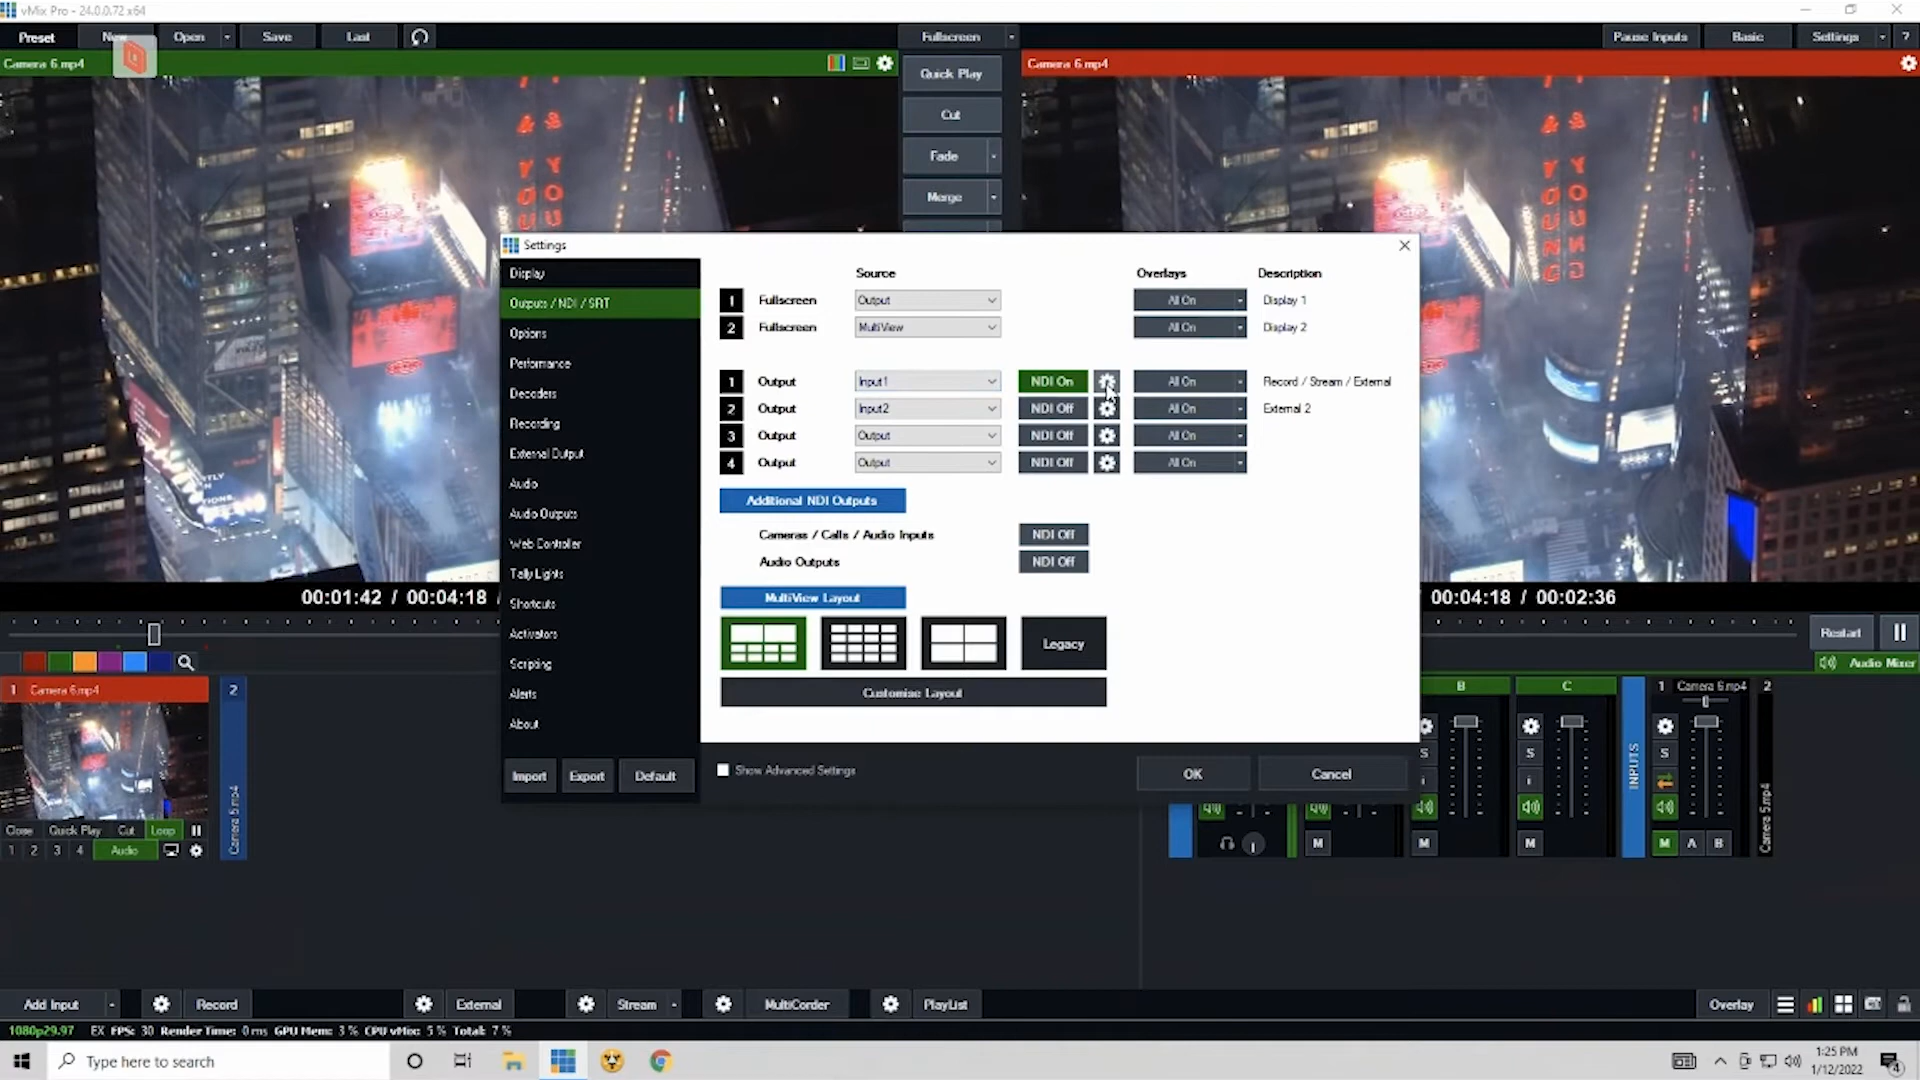 vMix Pro - 24.0.0.72 x64
Preset New Open Save Last Fullscreen Pause Inputs Basic Settings ?
Camera 6.mp4
Camera 6.mp4
Quick Play
Cut
Fade
Merge
& YOU
& YOUNG
Settings
Display
Outputs / NDI / SRT
Options
Performance
Decoders
Recording
External Output
Audio
Audio Outputs
Web Controller
Tally Lights
Shortcuts
Activators
Scripting
Alerts
About
Import Export Default
Source Overlays Description
1 Fullscreen Output All On Display 1
2 Fullscreen MultiView All On Display 2
1 Output Input1 NDI On All On Record / Stream / External
2 Output Input2 NDI Off All On External 2
3 Output Output NDI Off All On
4 Output Output NDI Off All On
Additional NDI Outputs
Cameras / Calls / Audio Inputs NDI Off
Audio Outputs NDI Off
MultiView Layout
Legacy
Customise Layout
Show Advanced Settings
OK Cancel
00:01:42 / 00:04:18 /
/ 00:04:18 / 00:02:36
Restart
Audio Mixer
1 Camera 6.mp4
2
Camera 5.mp4
Close Quick Play Cut Loop
1 2 3 4 Audio
B C
INPUTS
1 Camera 6.mp4 2
S S S
i i
M M M M A B
Camera 5.mp4
Add Input Record External Stream MultiCorder PlayList Overlay
1080p29.97 EX FPS: 30 Render Time: 0 ms GPU Mem: 3 % CPU vMix: 5 % Total: 7 %
Type here to search
1:25 PM
1/12/2022
4